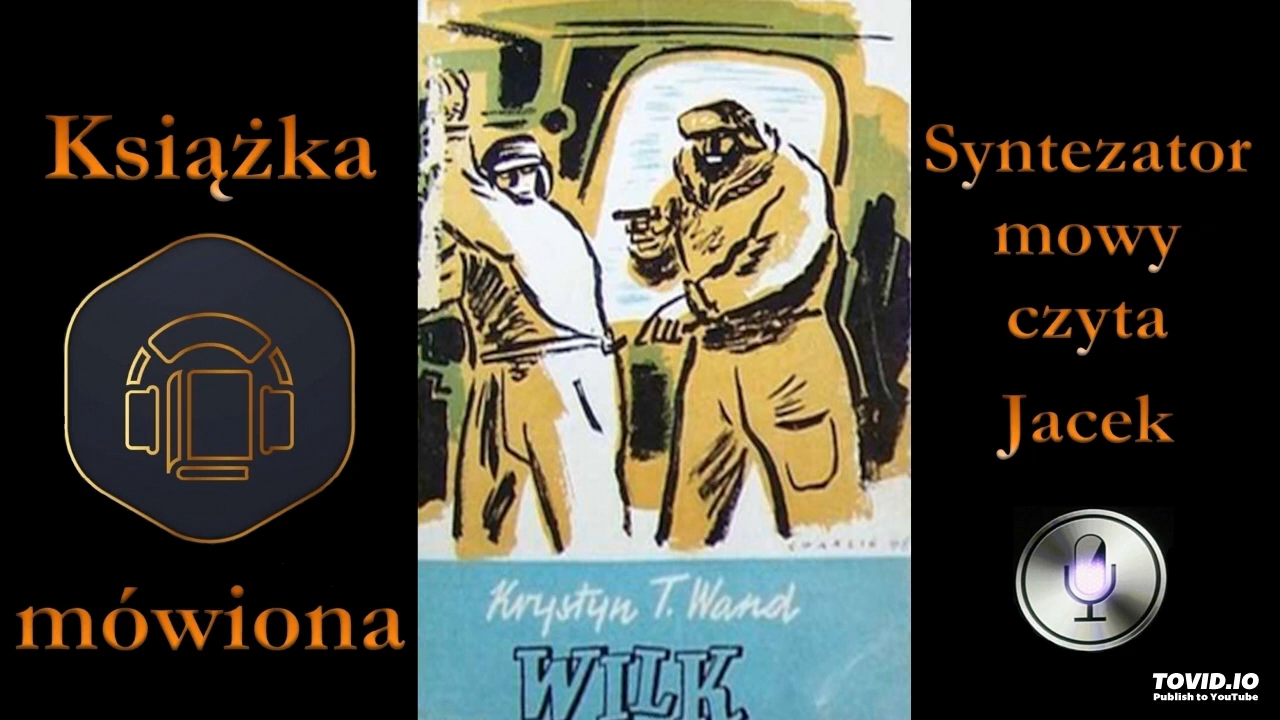 Książka
mówiona
Krystyn T. Wand
WILK
Syntezator
mowy
czyta
Jacek
TOVID.IO
Publish to YouTube